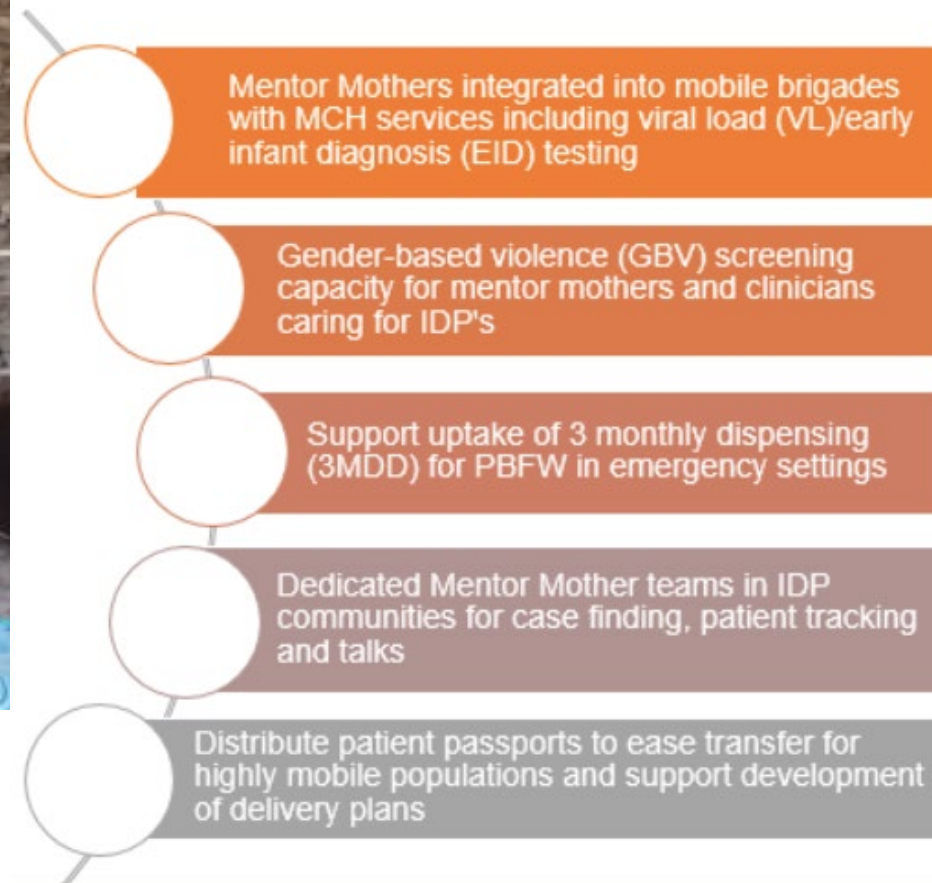 Mentor Mothers integrated into mobile brigades
with MCH services including viral load (VL)/early
infant diagnosis (EID) testing
Gender-based violence (GBV) screening
capacity for mentor mothers and clinicians
caring for IDP's
Support uptake of 3 monthly dispensing
(3MDD) for PBFW in emergency settings
Dedicated Mentor Mother teams in IDP
communities for case finding, patient tracking
and talks
Distribute patient passports to ease transfer for
highly mobile populations and support development
of delivery plans